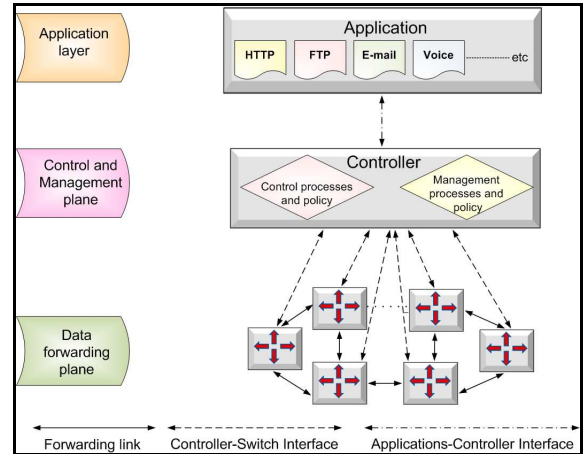 Application
layer
Application
HTTP
FTP
E-mail
Voice
etc
Control and
Management
plane
Controller
Control processes
and policy
Management
processes and
policy
Data
forwarding
plane
Forwarding link
Controller-Switch Interface
Applications-Controller Interface